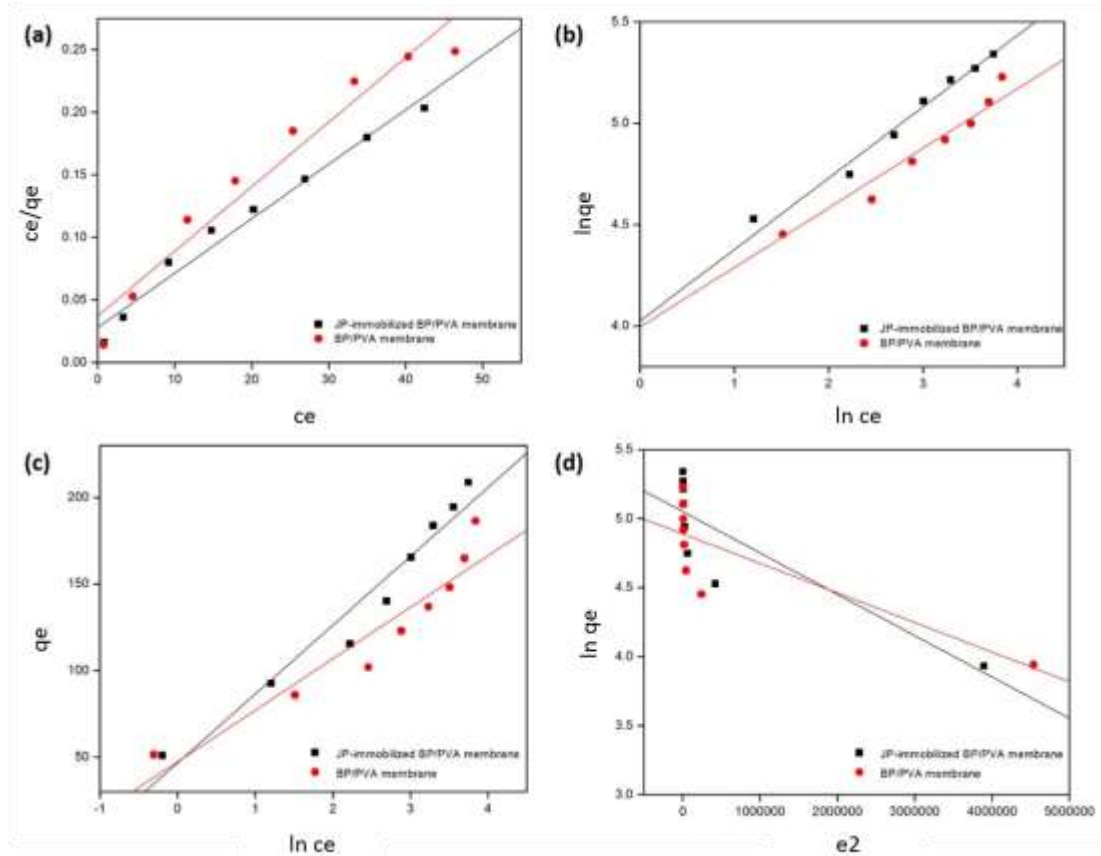 (a)
0.25
0.20
0.15
0.10
0.05
0.00
ce/qe
0 10 20 30 40 50
ce
JP-immobilized BP/PVA membrane
BP/PVA membrane
(b)
5.5
5.0
4.5
4.0
lnqe
0 1 2 3 4
ln ce
JP-immobilized BP/PVA membrane
BP/PVA membrane
(c)
200
150
100
50
qe
-1 0 1 2 3 4
ln ce
JP-immobilized BP/PVA membrane
BP/PVA membrane
(d)
5.5
5.0
4.5
4.0
3.5
3.0
ln qe
0 1000000 2000000 3000000 4000000 5000000
e2
JP-immobilized BP/PVA membrane
BP/PVA membrane